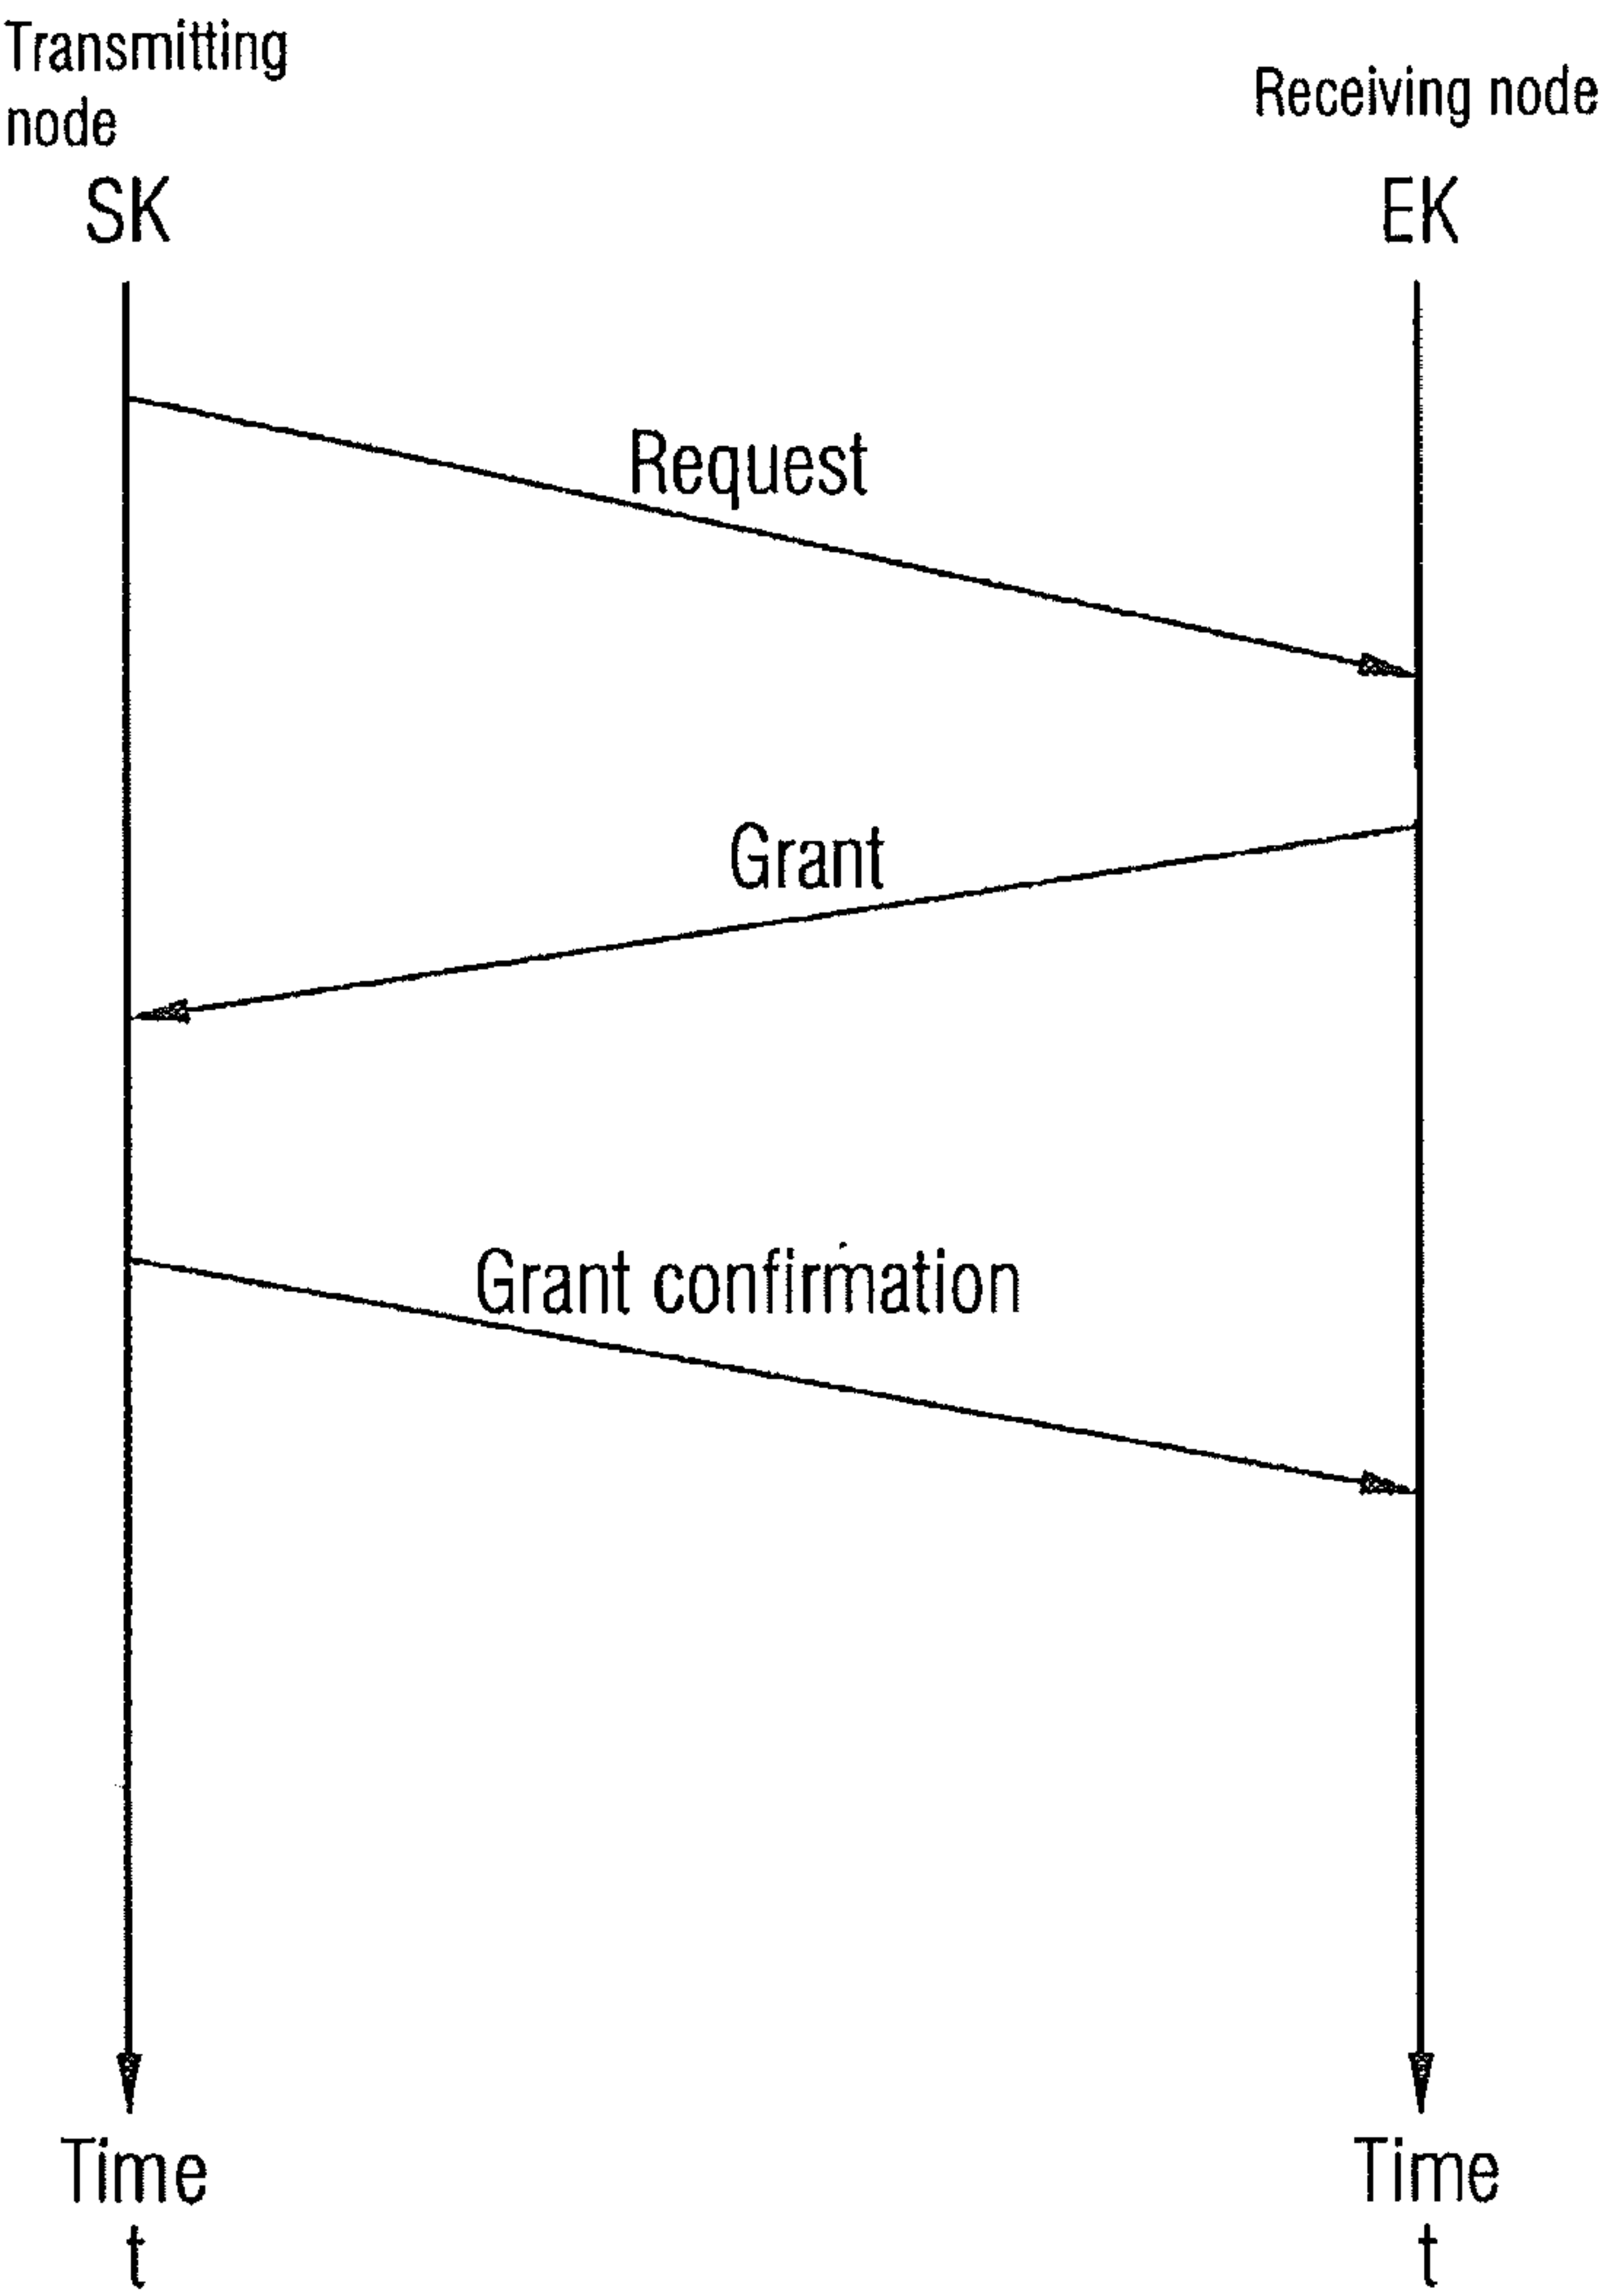 Transmitting
node
Receiving node
SK
EK
Request
Grant
Grant confirmation
Time
t
Time
t